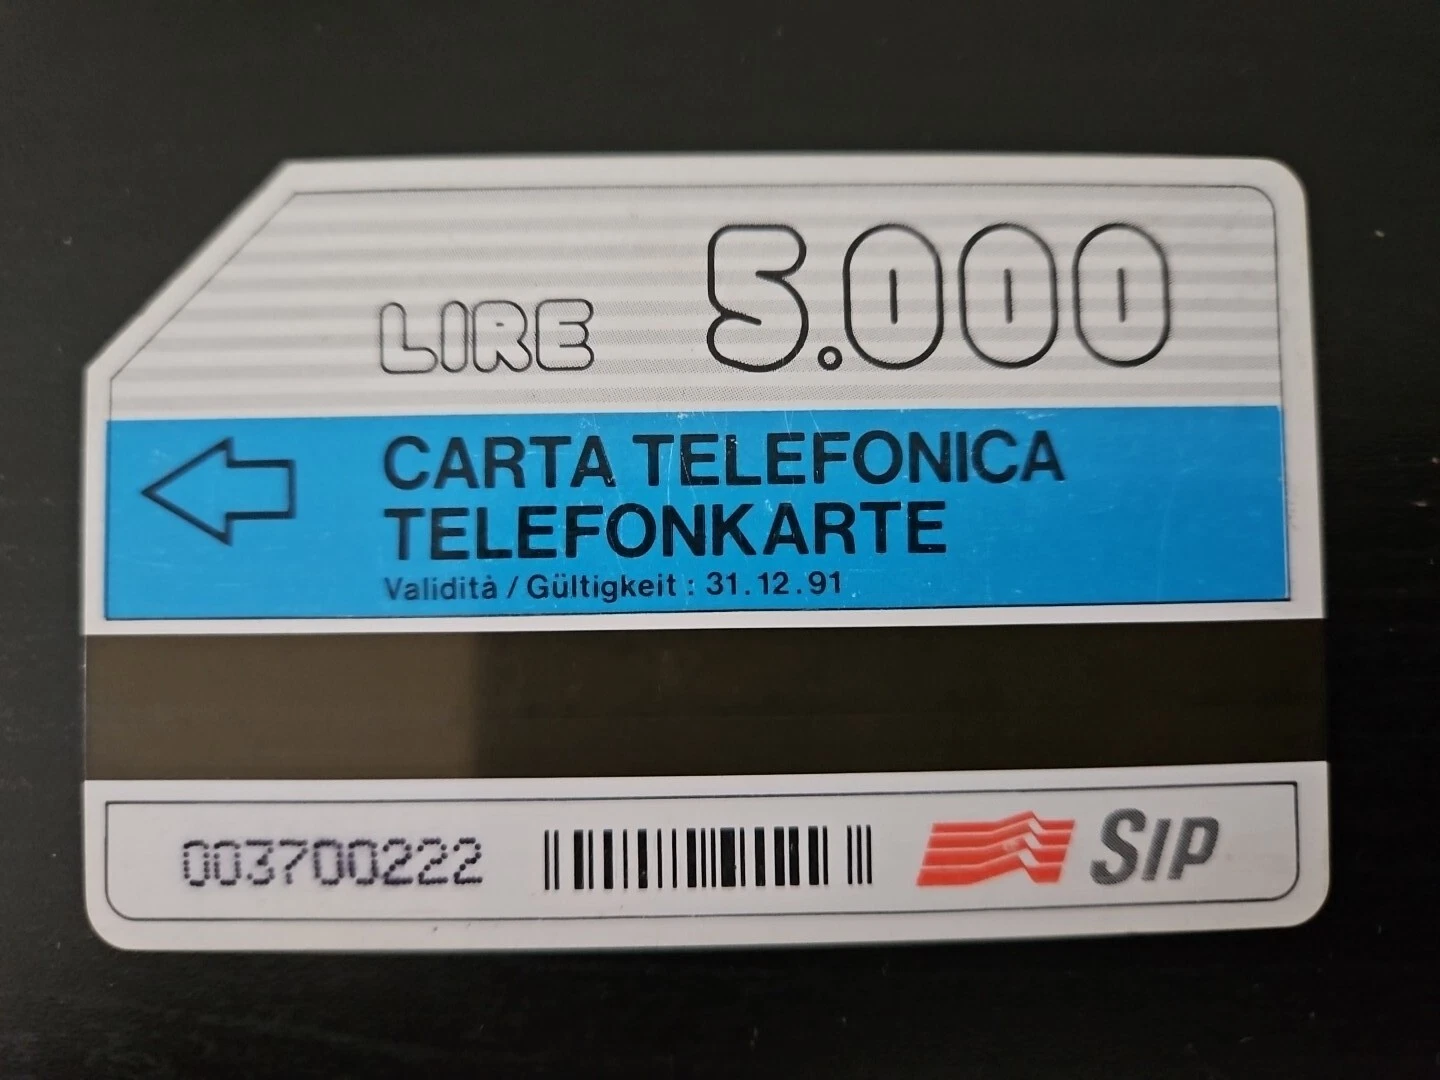 LIRE 5.000
CARTA TELEFONICA
TELEFONKARTE
Validità / Gültigkeit : 31.12.91
003700222
SIP